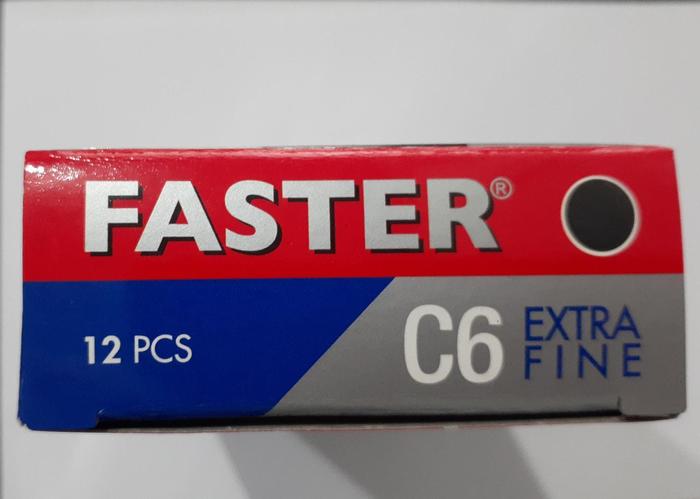 FASTER®
12 PCS
C6 EXTRA
FINE